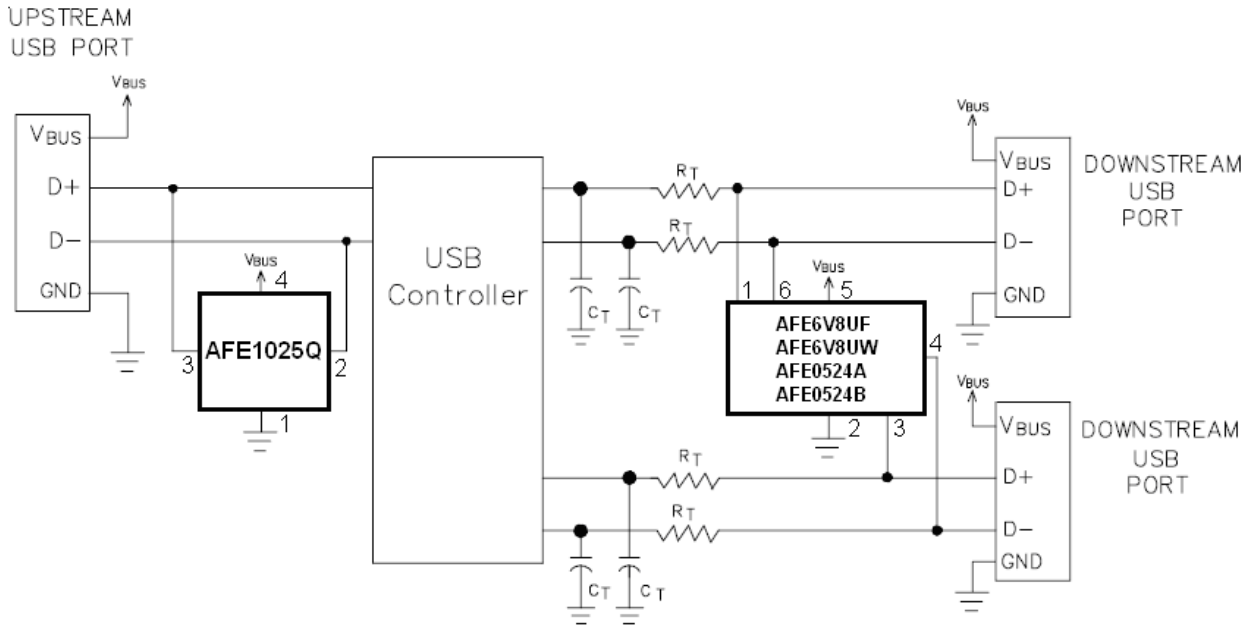 UPSTREAM
USB PORT
VBUS
VBUS
D+
D-
GND
VBUS
4
AFE1025Q
3
2
1
USB
Controller
RT
RT
CT
CT
VBUS
VBUS
D+
D-
GND
DOWNSTREAM
USB
PORT
VBUS
1
6
5
AFE6V8UF
AFE6V8UW
AFE0524A
AFE0524B
4
2
3
RT
RT
CT
CT
VBUS
VBUS
D+
D-
GND
DOWNSTREAM
USB
PORT